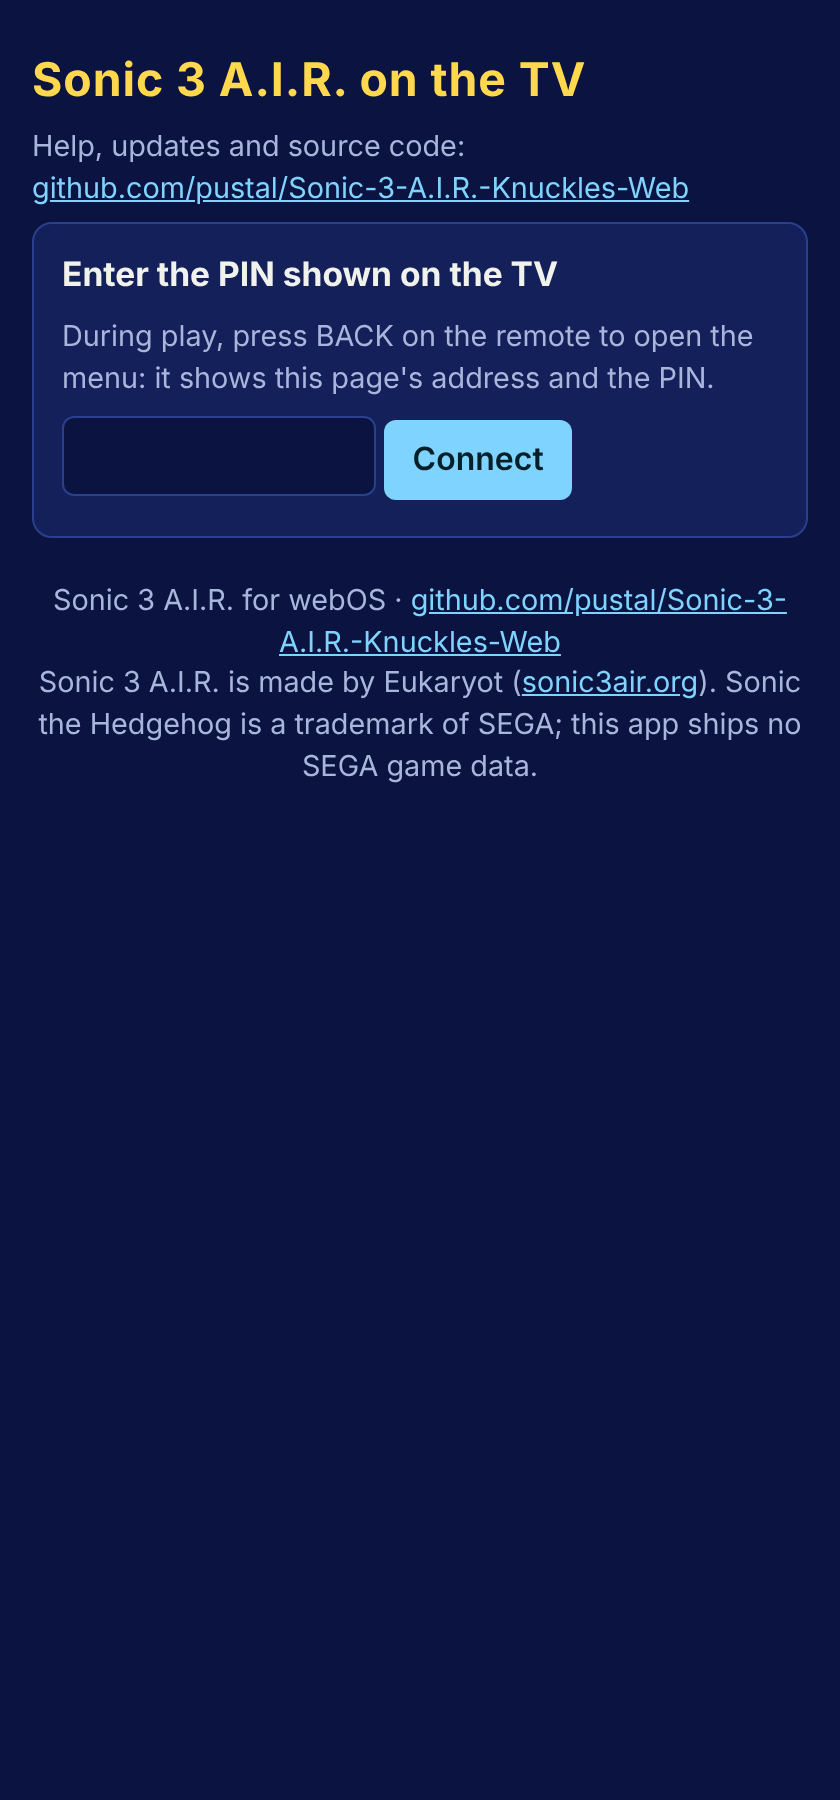 Sonic 3 A.I.R. on the TV
Help, updates and source code:
github.com/pustal/Sonic-3-A.I.R.-Knuckles-Web
Enter the PIN shown on the TV
During play, press BACK on the remote to open the
menu: it shows this page's address and the PIN.
Connect
Sonic 3 A.I.R. for webOS · github.com/pustal/Sonic-3-
A.I.R.-Knuckles-Web
Sonic 3 A.I.R. is made by Eukaryot (sonic3air.org). Sonic
the Hedgehog is a trademark of SEGA; this app ships no
SEGA game data.